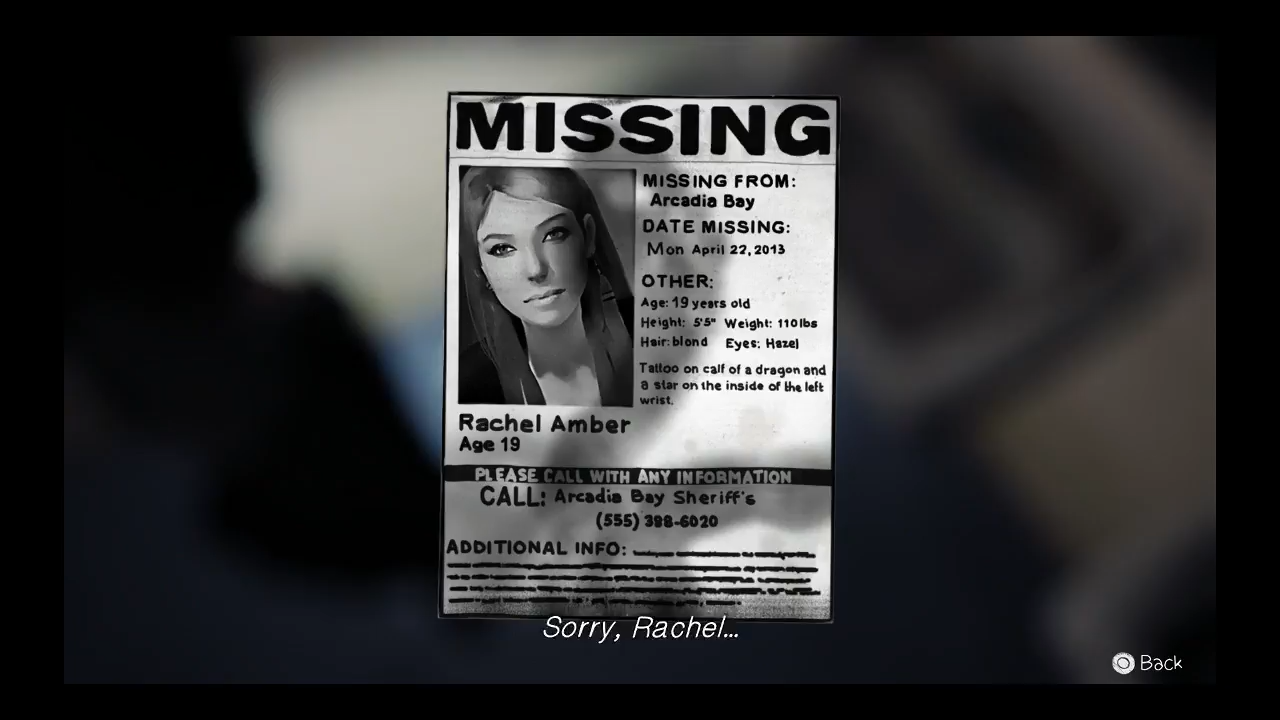 MISSING
MISSING FROM:
Arcadia Bay
DATE MISSING:
Mon April 22, 2013
OTHER:
Age: 19 years old
Height: 5'5" Weight: 110lbs
Hair: blond Eyes: Hazel
Tattoo on calf of a dragon and
a star on the inside of the left
wrist.
Rachel Amber
Age 19
PLEASE CALL WITH ANY INFORMATION
CALL: Arcadia Bay Sheriff's
(555) 398-6020
ADDITIONAL INFO:
Sorry, Rachel...
Back